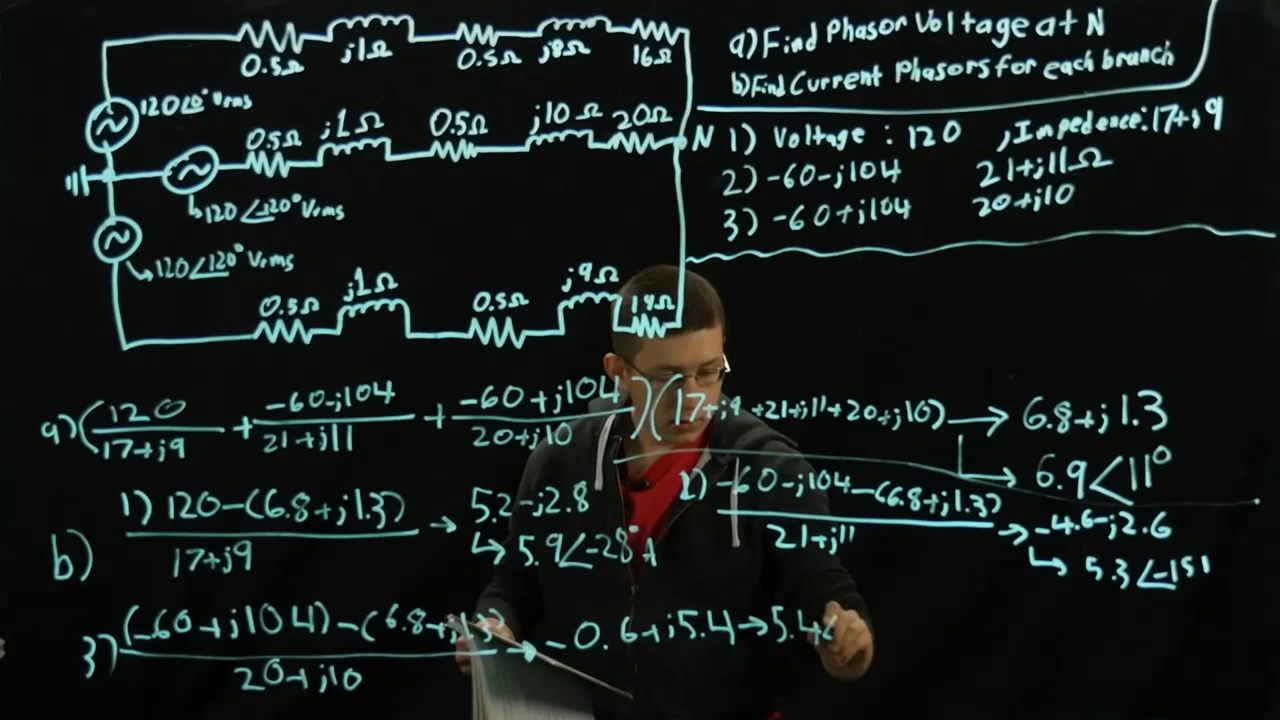 0.5Ω j1Ω 0.5Ω j8Ω 16Ω
120∠0° Vrms
0.5Ω j1Ω 0.5Ω j10Ω 20Ω N
120∠120° Vrms
120∠120° Vrms
0.5Ω j1Ω 0.5Ω j9Ω 19Ω
a) Find Phasor Voltage at N
b) Find Current Phasors for each branch
1) Voltage: 120 , Impedence: 17+j9
2) -60-j104 21+j11Ω
3) -60+j104 20+j10
a) (120/17+j9 + -60-j104/21+j11 + -60+j104/20+j10)(17+j9+21+j11+20+j10) → 6.8+j1.3
→ 6.9∠11°
b) 1) 120-(6.8+j1.3)/17+j9 → 5.2-j2.8
↳ 5.9∠-28° A
2) -60-j104-(6.8+j1.3)/21+j11 → -4.6-j2.6
↳ 5.3∠-151
3) (-60+j104)-(6.8+j1.3)/20+j10 → -0.6+j5.4→5.4∠